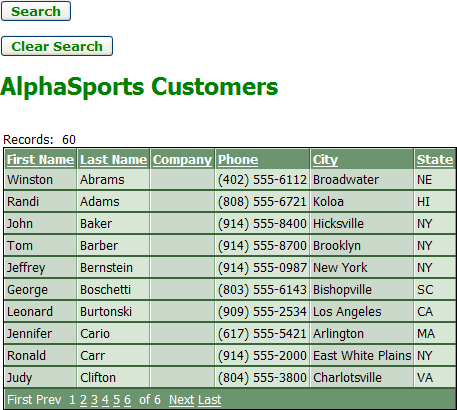 Search
Clear Search
AlphaSports Customers
Records: 60
First Name Last Name Company Phone City State
Winston Abrams (402) 555-6112 Broadwater NE
Randi Adams (808) 555-6721 Koloa HI
John Baker (914) 555-8400 Hicksville NY
Tom Barber (914) 555-8700 Brooklyn NY
Jeffrey Bernstein (914) 555-0987 New York NY
George Boschetti (803) 555-6143 Bishopville SC
Leonard Burtonski (909) 555-2534 Los Angeles CA
Jennifer Cario (617) 555-5421 Arlington MA
Ronald Carr (914) 555-2000 East White Plains NY
Judy Clifton (804) 555-3800 Charlotsville VA
First Prev 1 2 3 4 5 6 of 6 Next Last